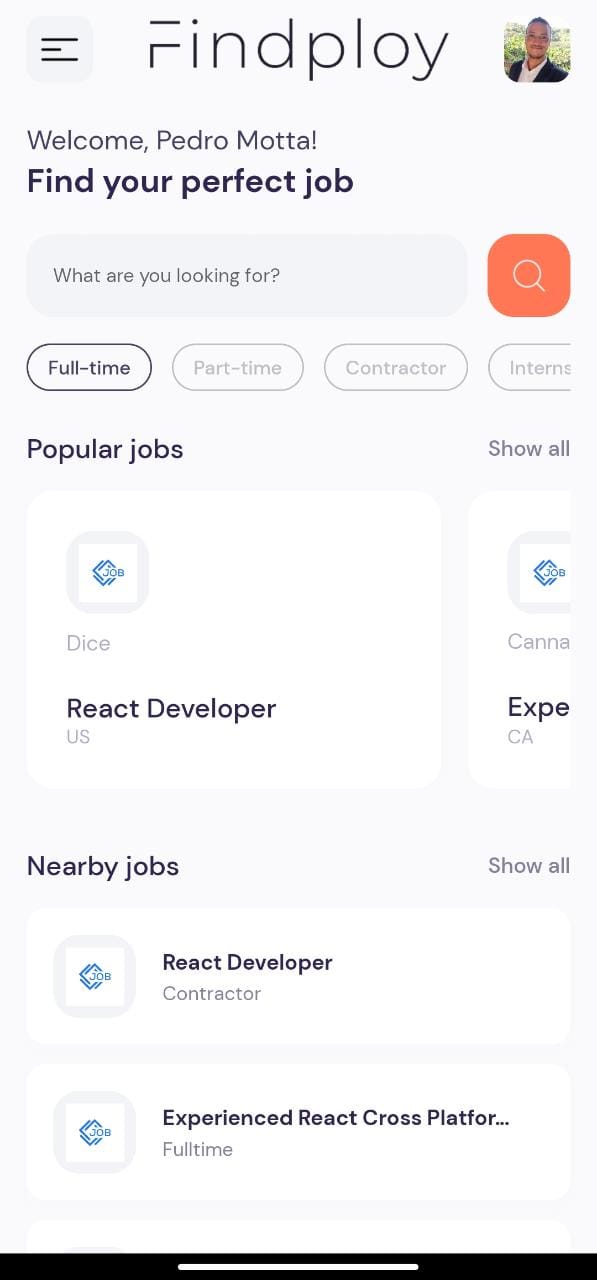 Findploy
Welcome, Pedro Motta!
Find your perfect job
What are you looking for?
Full-time Part-time Contractor Interns
Popular jobs Show all
JOB JOB
Dice Canna
React Developer Expe
US CA
Nearby jobs Show all
JOB
React Developer
Contractor
JOB
Experienced React Cross Platfor...
Fulltime